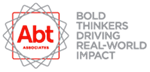 Abt
ASSOCIATES
BOLD
THINKERS
DRIVING
REAL-WORLD
IMPACT